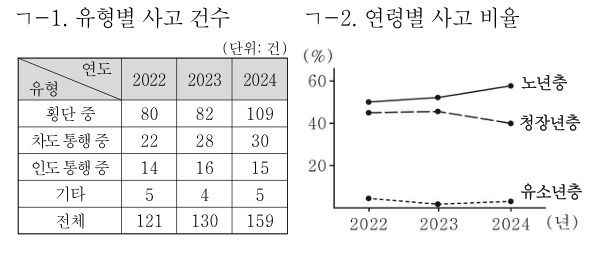 ㄱ-1. 유형별 사고 건수
(단위: 건)
연도
유형
2022 2023 2024
횡단 중 80 82 109
차도 통행 중 22 28 30
인도 통행 중 14 16 15
기타 5 4 5
전체 121 130 159
ㄱ-2. 연령별 사고 비율
(%)
60
40
20
노년층
청장년층
유소년층
2022 2023 2024 (년)